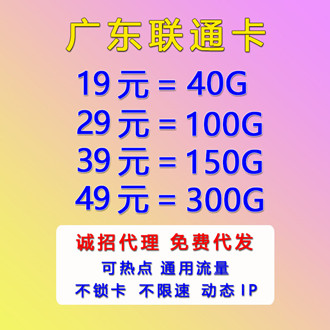 广东联通卡
19元=40G
29元=100G
39元=150G
49元=300G
诚招代理 免费代发
可热点 通用流量
不锁卡 不限速 动态IP